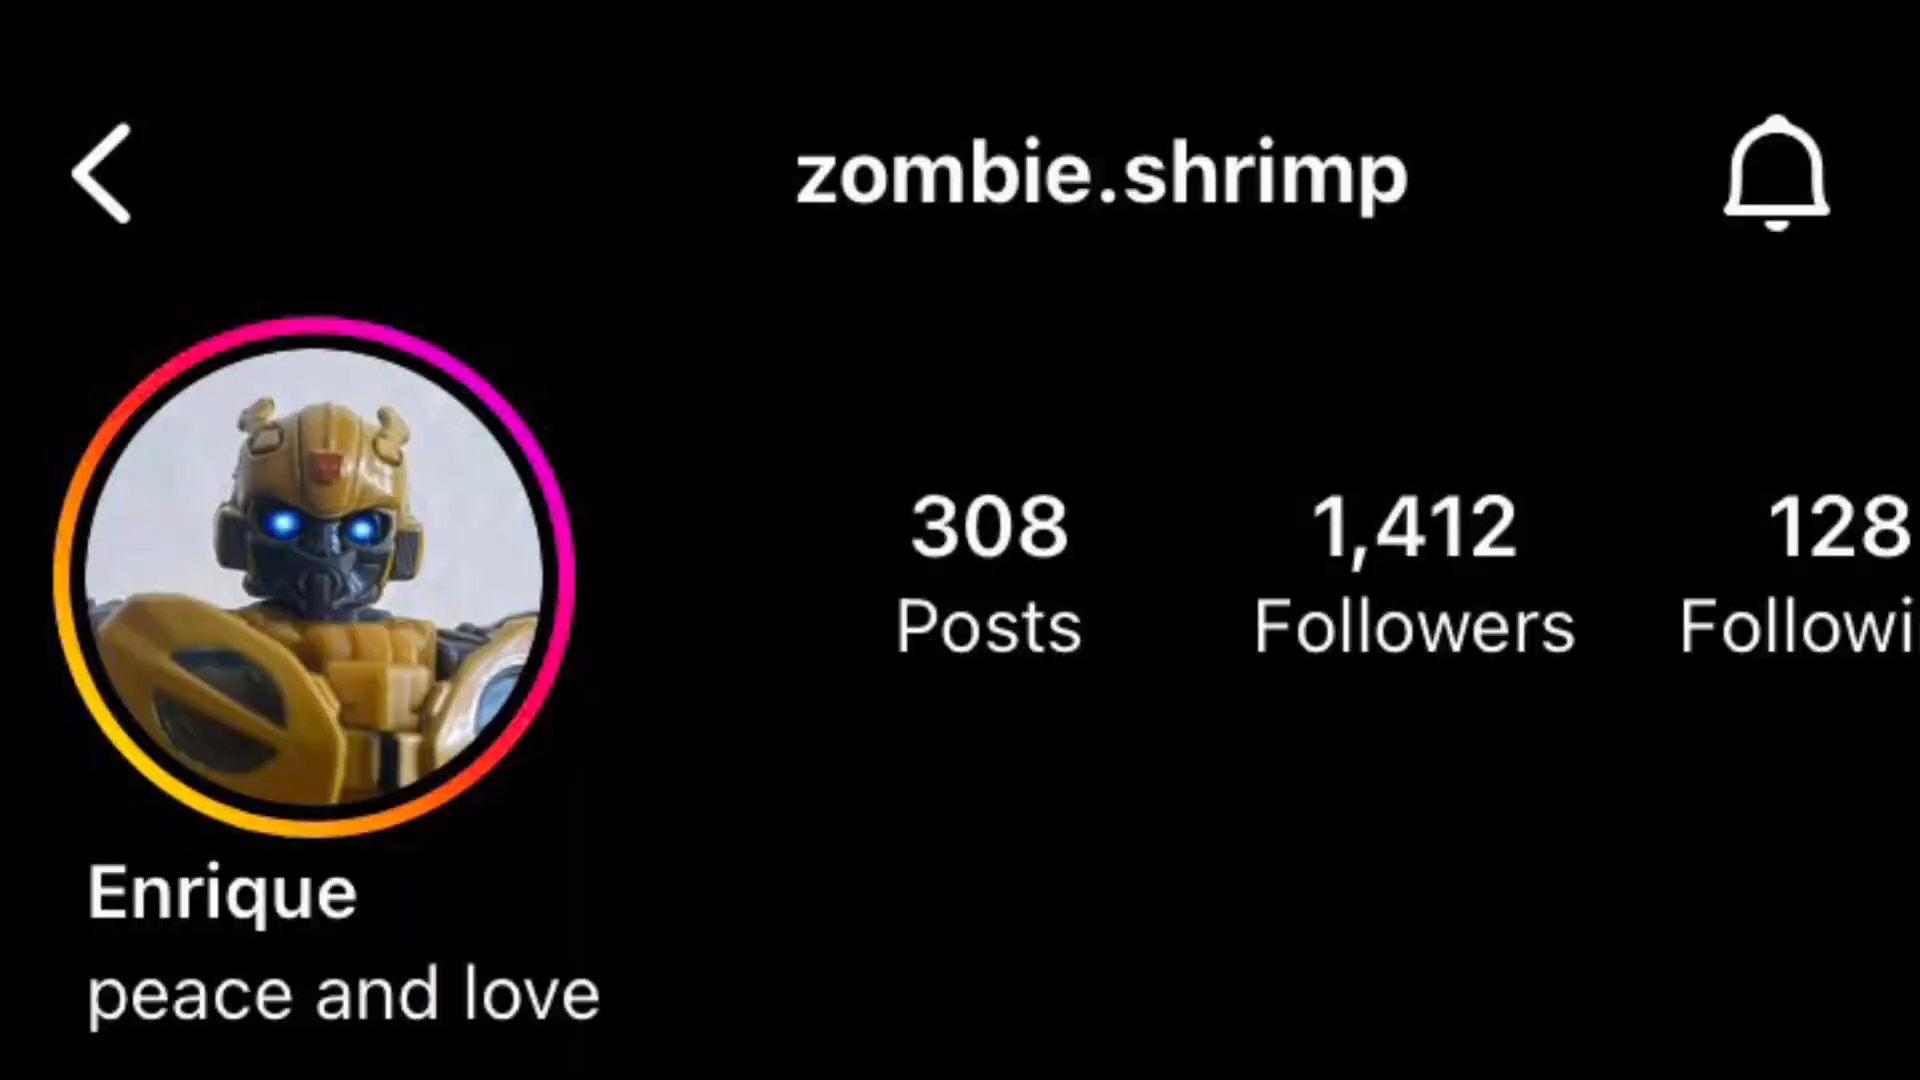 zombie.shrimp
308 1,412 128
Posts Followers Followi
Enrique
peace and love